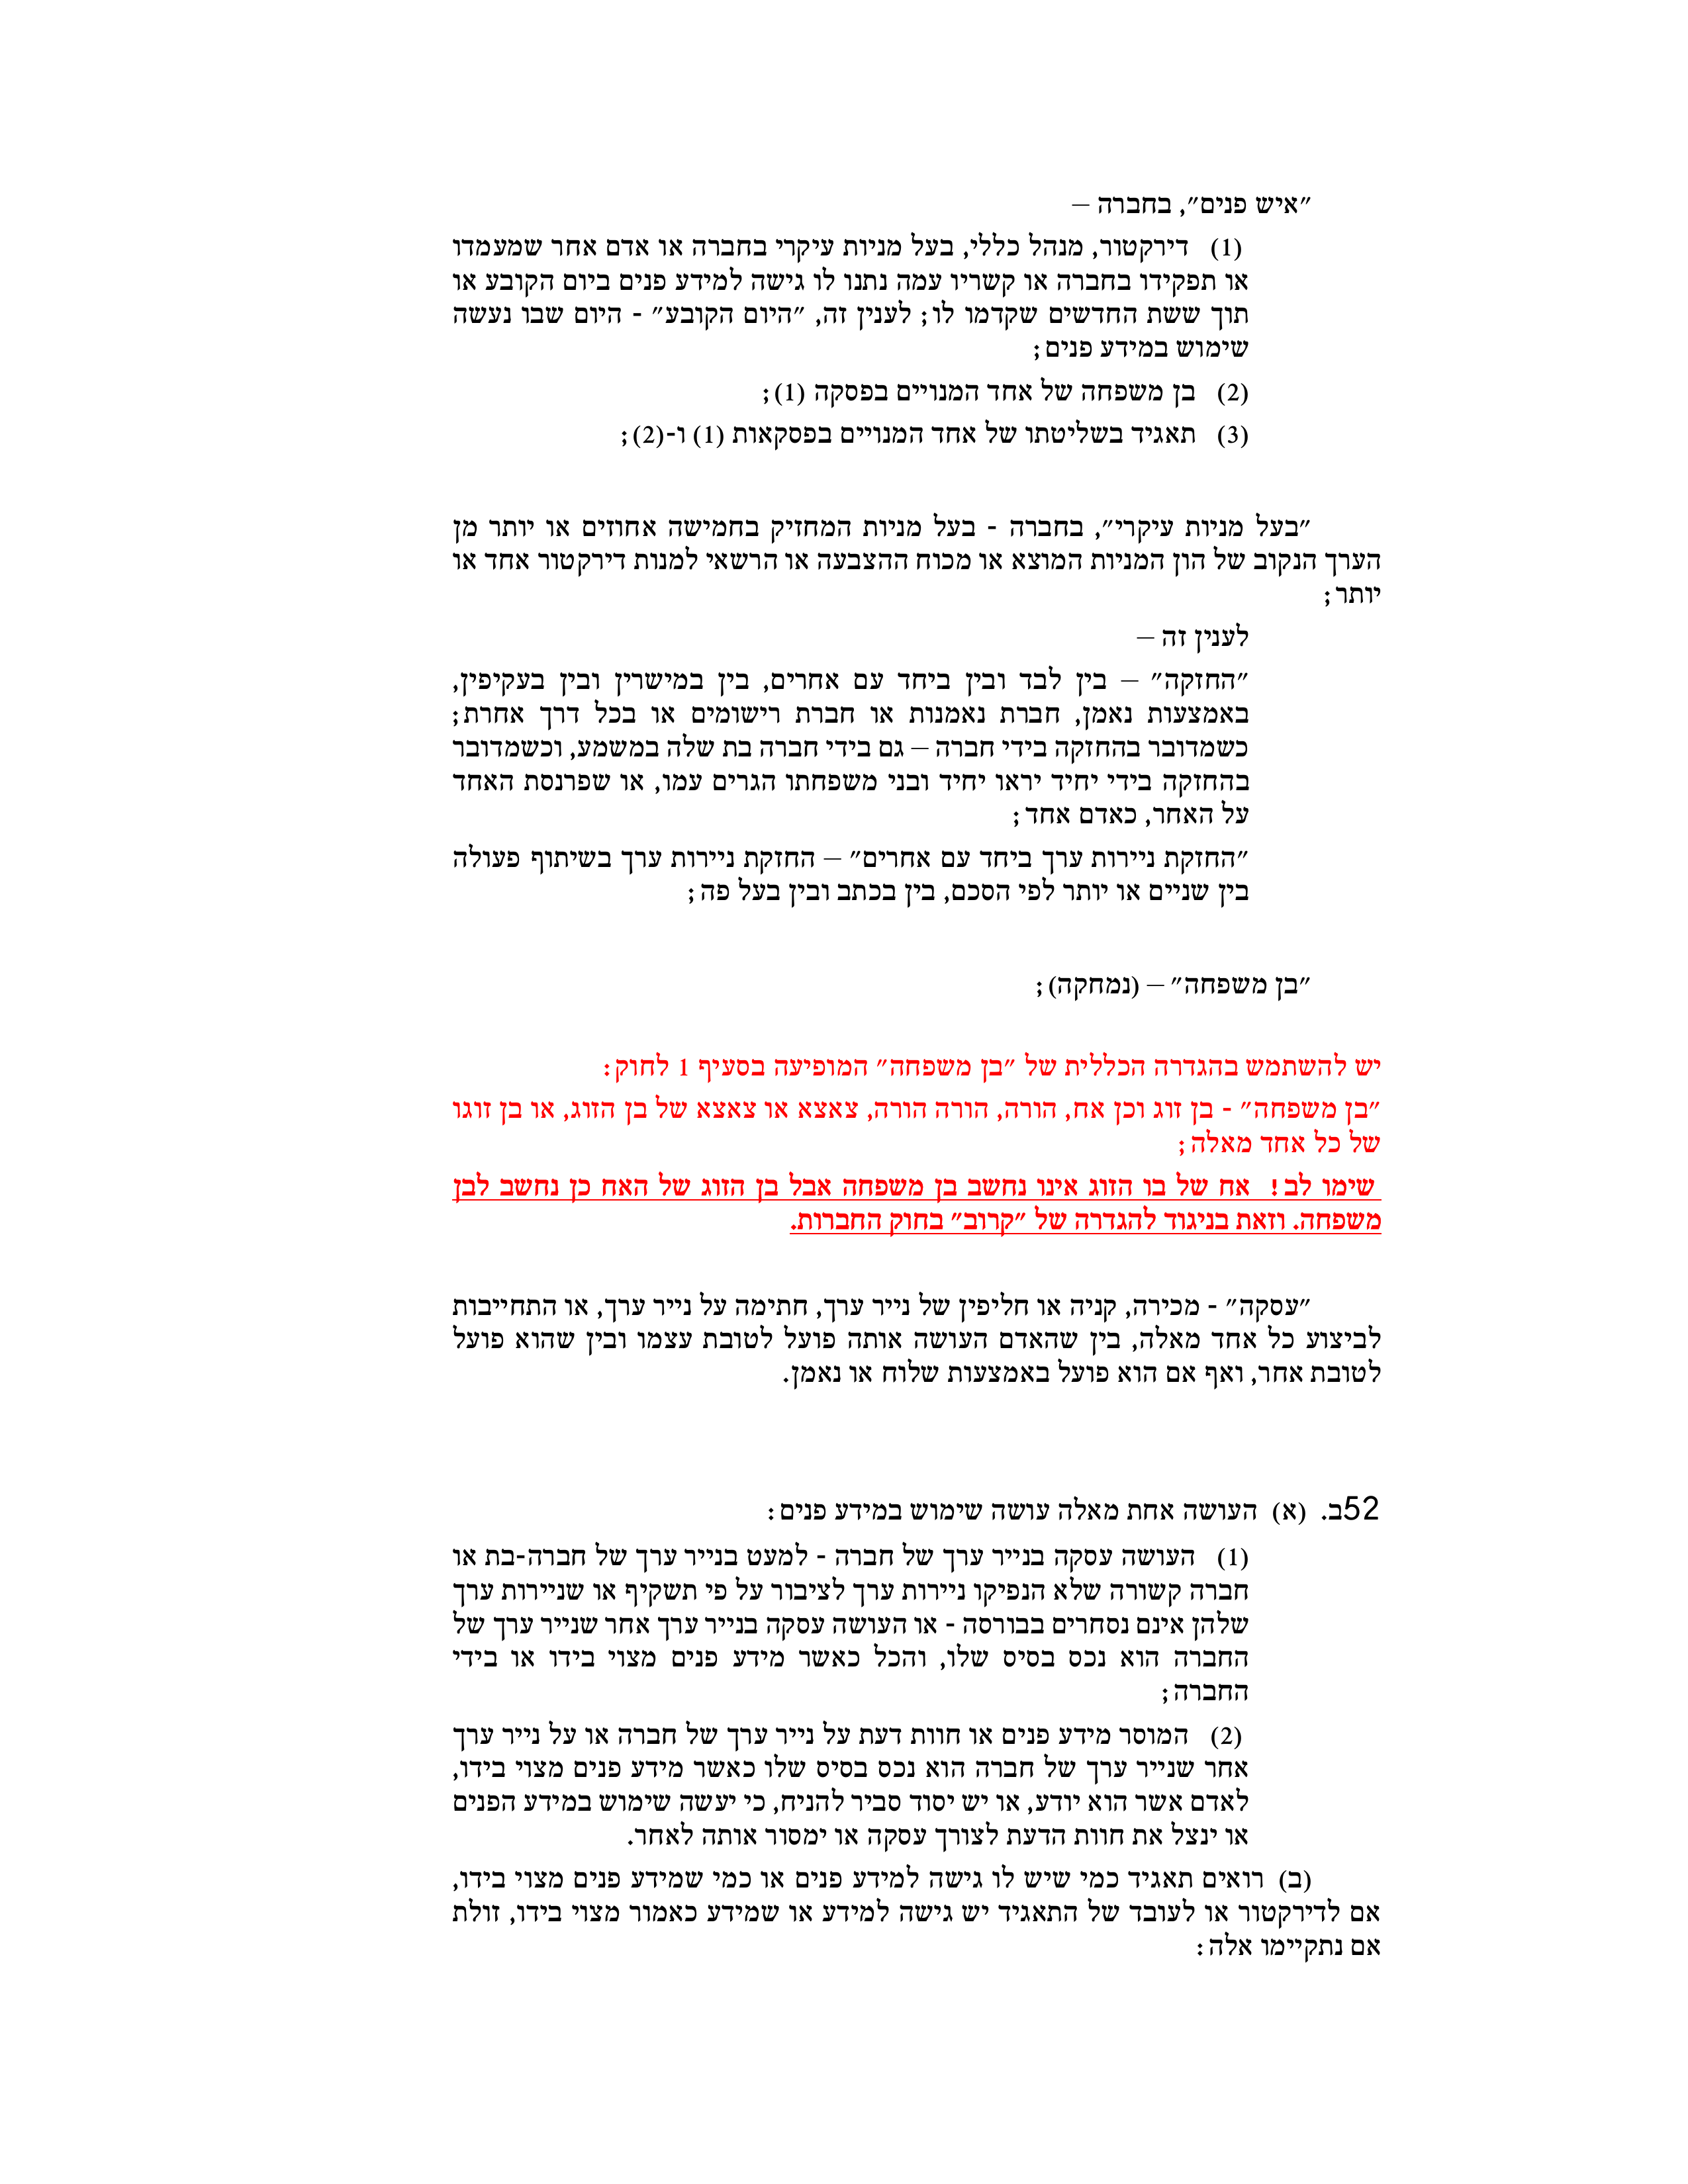 "איש פנים", בחברה –
(1) דירקטור, מנהל כללי, בעל מניות עיקרי בחברה או אדם אחר שמעמדו
או תפקידו בחברה או קשריו עמה נתנו לו גישה למידע פנים ביום הקובע או
תוך ששת החדשים שקדמו לו; לענין זה, "היום הקובע" - היום שבו נעשה
שימוש במידע פנים;
(2) בן משפחה של אחד המנויים בפסקה (1);
(3) תאגיד בשליטתו של אחד המנויים בפסקאות (1) ו-(2);
"בעל מניות עיקרי", בחברה - בעל מניות המחזיק בחמישה אחוזים או יותר מן
הערך הנקוב של הון המניות המוצא או מכוח ההצבעה או הרשאי למנות דירקטור אחד או
יותר;
לענין זה –
"החזקה" – בין לבד ובין ביחד עם אחרים, בין במישרין ובין בעקיפין,
באמצעות נאמן, חברת נאמנות או חברת רישומים או בכל דרך אחרת;
כשמדובר בהחזקה בידי חברה – גם בידי חברה בת שלה במשמע, וכשמדובר
בהחזקה בידי יחיד יראו יחיד ובני משפחתו הגרים עמו, או שפרנסת האחד
על האחר, כאדם אחד;
"החזקת ניירות ערך ביחד עם אחרים" – החזקת ניירות ערך בשיתוף פעולה
בין שניים או יותר לפי הסכם, בין בכתב ובין בעל פה;
"בן משפחה" – (נמחקה);
יש להשתמש בהגדרה הכללית של "בן משפחה" המופיעה בסעיף 1 לחוק:
"בן משפחה" - בן זוג וכן אח, הורה, הורה הורה, צאצא או צאצא של בן הזוג, או בן זוגו
של כל אחד מאלה;
שימו לב! אח של בו הזוג אינו נחשב בן משפחה אבל בן הזוג של האח כן נחשב לבן
משפחה. וזאת בניגוד להגדרה של "קרוב" בחוק החברות.
"עסקה" - מכירה, קניה או חליפין של נייר ערך, חתימה על נייר ערך, או התחייבות
לביצוע כל אחד מאלה, בין שהאדם העושה אותה פועל לטובת עצמו ובין שהוא פועל
לטובת אחר, ואף אם הוא פועל באמצעות שלוח או נאמן.
52ב. (א) העושה אחת מאלה עושה שימוש במידע פנים:
(1) העושה עסקה בנייר ערך של חברה - למעט בנייר ערך של חברה-בת או
חברה קשורה שלא הנפיקו ניירות ערך לציבור על פי תשקיף או שניירות ערך
שלהן אינם נסחרים בבורסה - או העושה עסקה בנייר ערך אחר שנייר ערך של
החברה הוא נכס בסיס שלו, והכל כאשר מידע פנים מצוי בידו או בידי
החברה;
(2) המוסר מידע פנים או חוות דעת על נייר ערך של חברה או על נייר ערך
אחר שנייר ערך של חברה הוא נכס בסיס שלו כאשר מידע פנים מצוי בידו,
לאדם אשר הוא יודע, או יש יסוד סביר להניח, כי יעשה שימוש במידע הפנים
או ינצל את חוות הדעת לצורך עסקה או ימסור אותה לאחר.
(ב) רואים תאגיד כמי שיש לו גישה למידע פנים או כמי שמידע פנים מצוי בידו,
אם לדירקטור או לעובד של התאגיד יש גישה למידע או שמידע כאמור מצוי בידו, זולת
אם נתקיימו אלה: